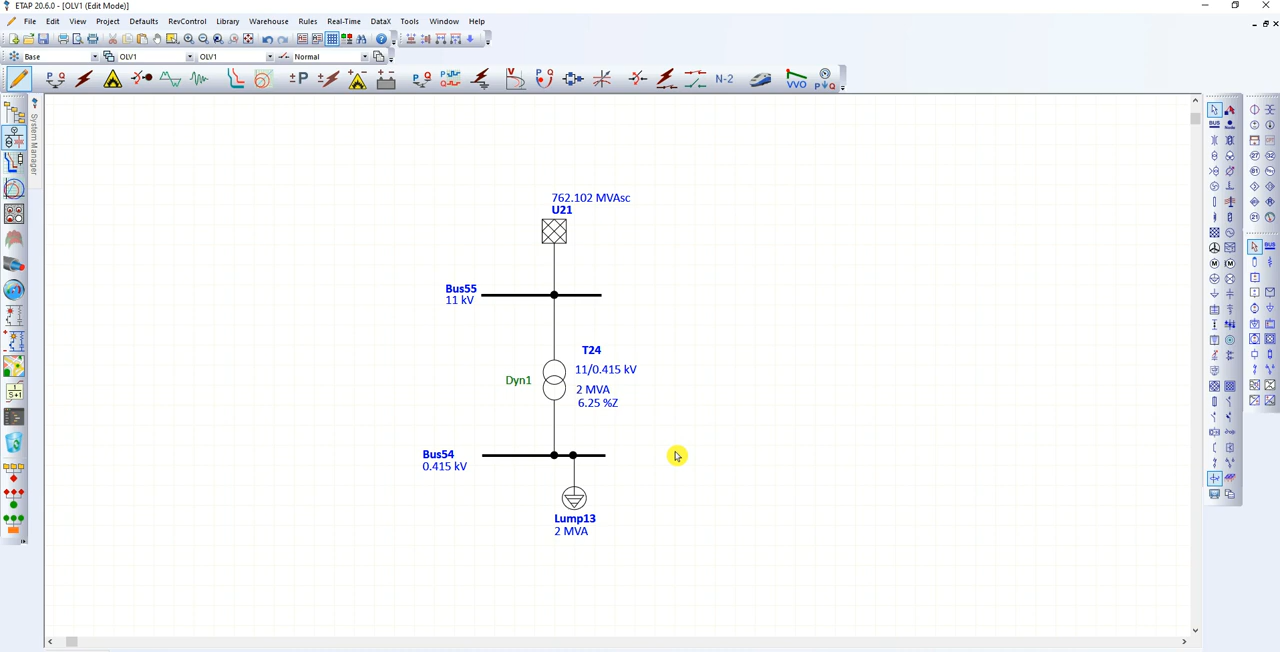 ETAP 20.6.0 - [OLV1 (Edit Mode)]
File Edit View Project Defaults RevControl Library Warehouse Rules Real-Time DataX Tools Window Help
Base OLV1 OLV1 Normal
N-2 VVO
System Manager
762.102 MVAsc
U21
Bus55
11 kV
T24
11/0.415 kV
Dyn1
2 MVA
6.25 %Z
Bus54
0.415 kV
Lump13
2 MVA